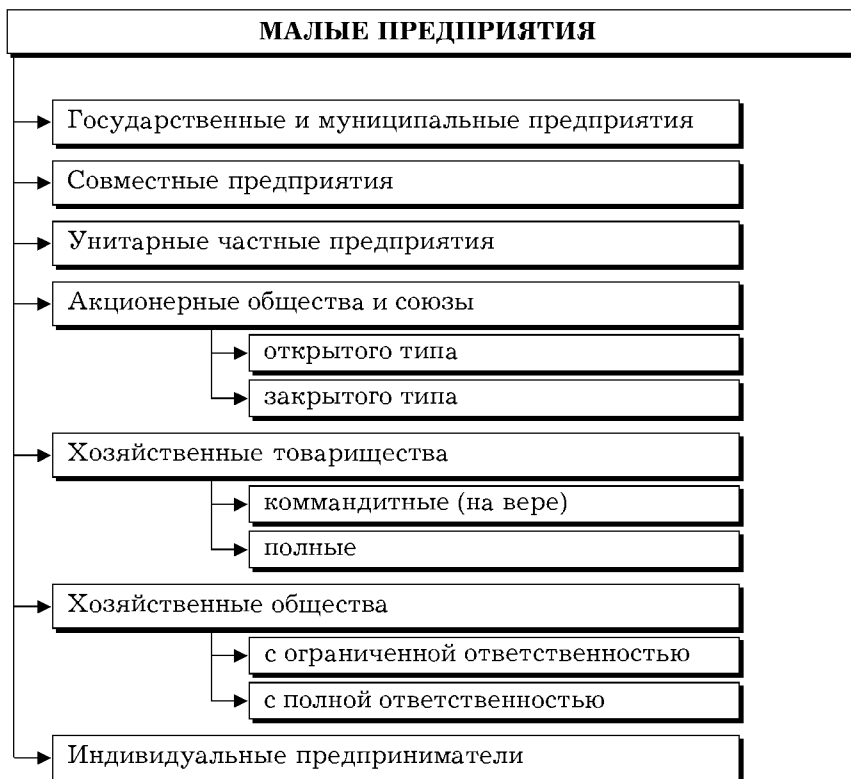 МАЛЫЕ ПРЕДПРИЯТИЯ
Государственные и муниципальные предприятия
Совместные предприятия
Унитарные частные предприятия
Акционерные общества и союзы
открытого типа
закрытого типа
Хозяйственные товарищества
коммандитные (на вере)
полные
Хозяйственные общества
с ограниченной ответственностью
с полной ответственностью
Индивидуальные предприниматели